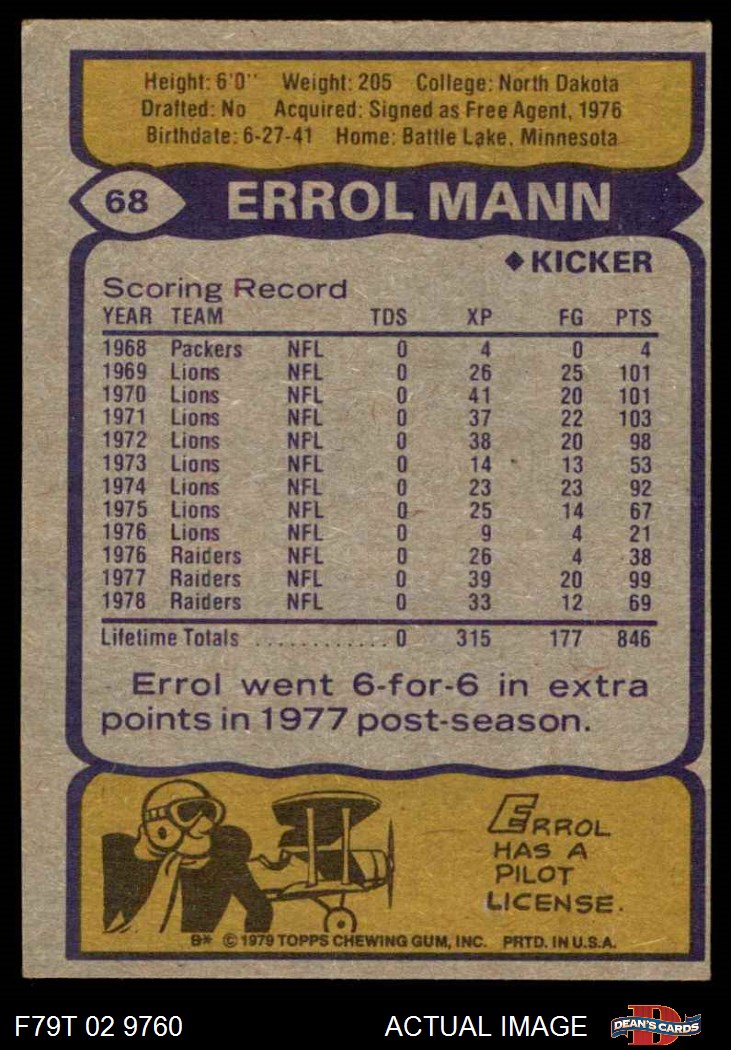 Height: 6'0" Weight: 205 College: North Dakota
Drafted: No Acquired: Signed as Free Agent, 1976
Birthdate: 6-27-41 Home: Battle Lake, Minnesota
68 ERROL MANN
◆ KICKER
Scoring Record
YEAR TEAM TDS XP FG PTS
1968 Packers NFL 0 4 0 4
1969 Lions NFL 0 26 25 101
1970 Lions NFL 0 41 20 101
1971 Lions NFL 0 37 22 103
1972 Lions NFL 0 38 20 98
1973 Lions NFL 0 14 13 53
1974 Lions NFL 0 23 23 92
1975 Lions NFL 0 25 14 67
1976 Lions NFL 0 9 4 21
1976 Raiders NFL 0 26 4 38
1977 Raiders NFL 0 39 20 99
1978 Raiders NFL 0 33 12 69
Lifetime Totals ............. 0 315 177 846
Errol went 6-for-6 in extra
points in 1977 post-season.
ERROL
HAS A
PILOT
LICENSE.
B* © 1979 TOPPS CHEWING GUM, INC. PRTD. IN U.S.A.
F79T 02 9760 ACTUAL IMAGE D DEAN'S CARDS